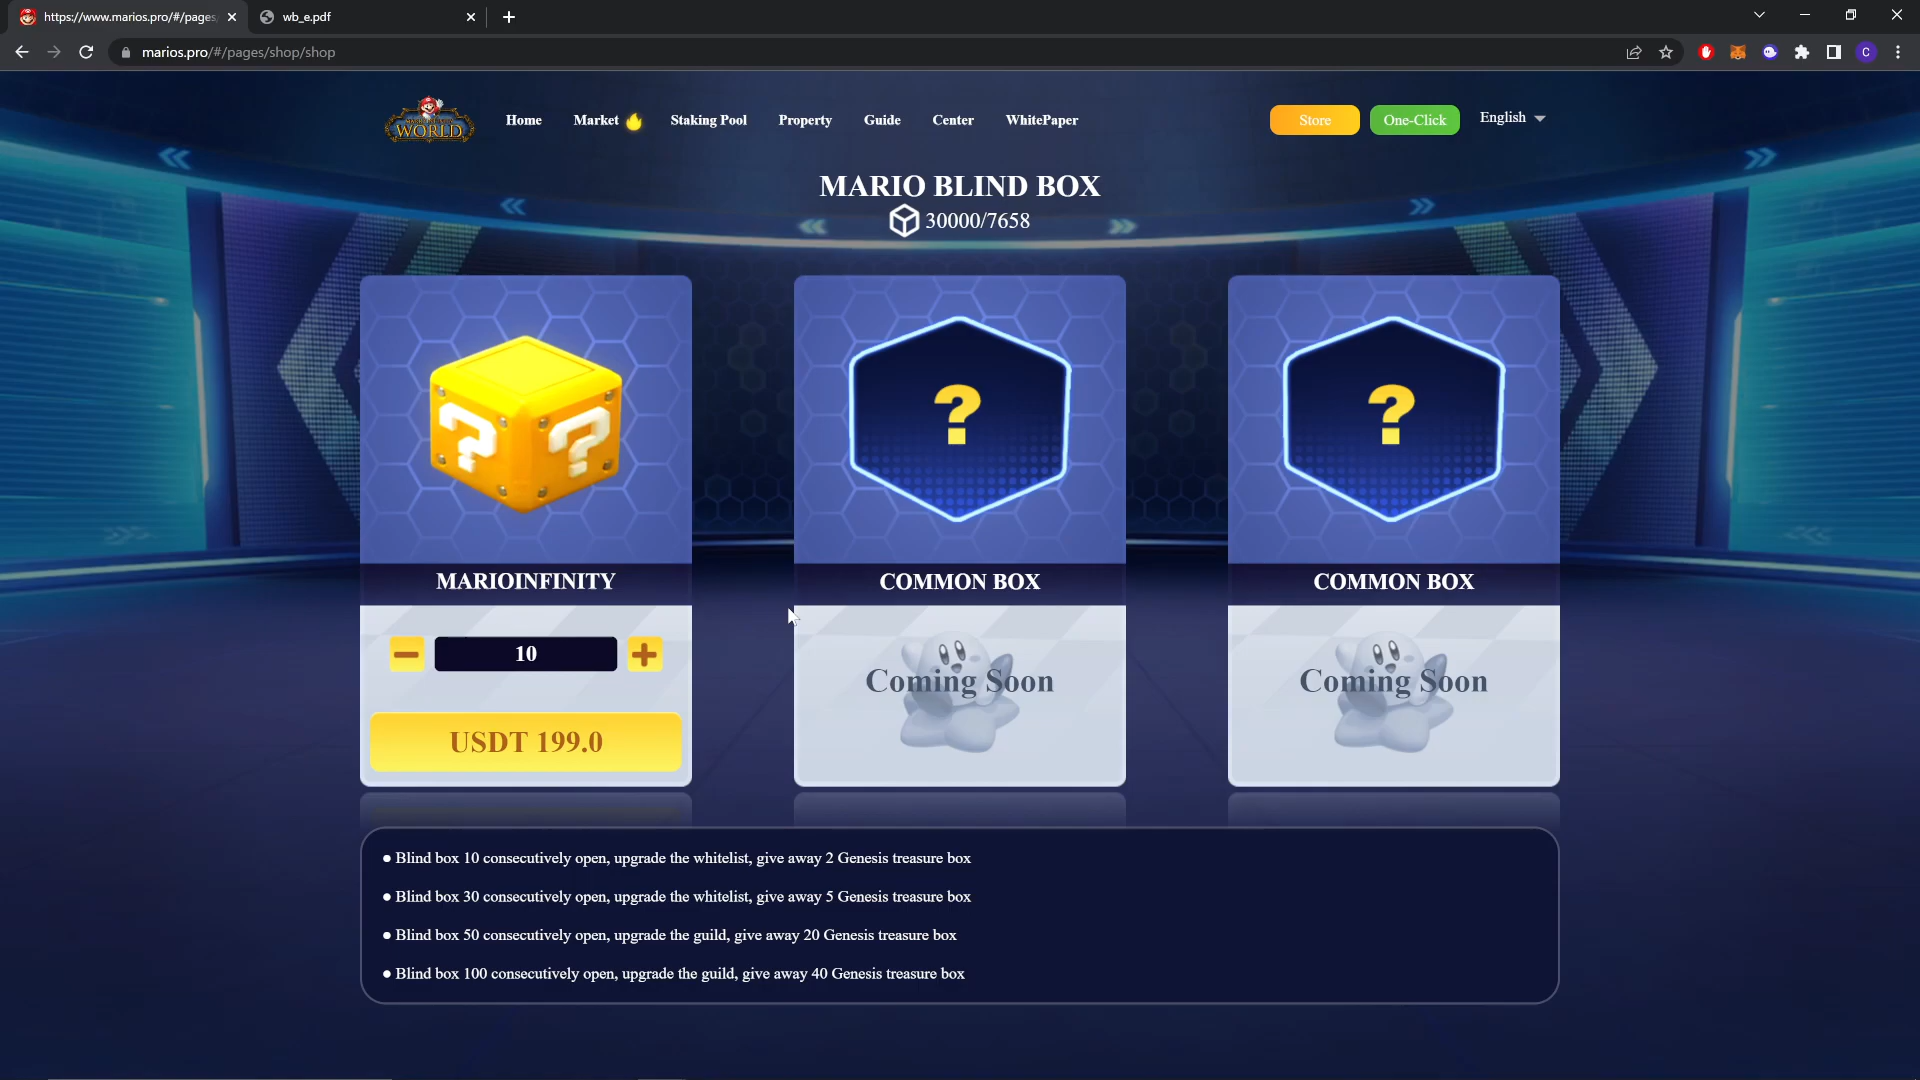 https://www.marios.pro/#/pages
wb_e.pdf
marios.pro/#/pages/shop/shop
C
WORLD
Home
Market
Staking Pool
Property
Guide
Center
WhitePaper
Store
One-Click
English
MARIO BLIND BOX
30000/7658
? ?
?
?
MARIOINFINITY
COMMON BOX
COMMON BOX
10
Coming Soon
Coming Soon
USDT 199.0
● Blind box 10 consecutively open, upgrade the whitelist, give away 2 Genesis treasure box
● Blind box 30 consecutively open, upgrade the whitelist, give away 5 Genesis treasure box
● Blind box 50 consecutively open, upgrade the guild, give away 20 Genesis treasure box
● Blind box 100 consecutively open, upgrade the guild, give away 40 Genesis treasure box